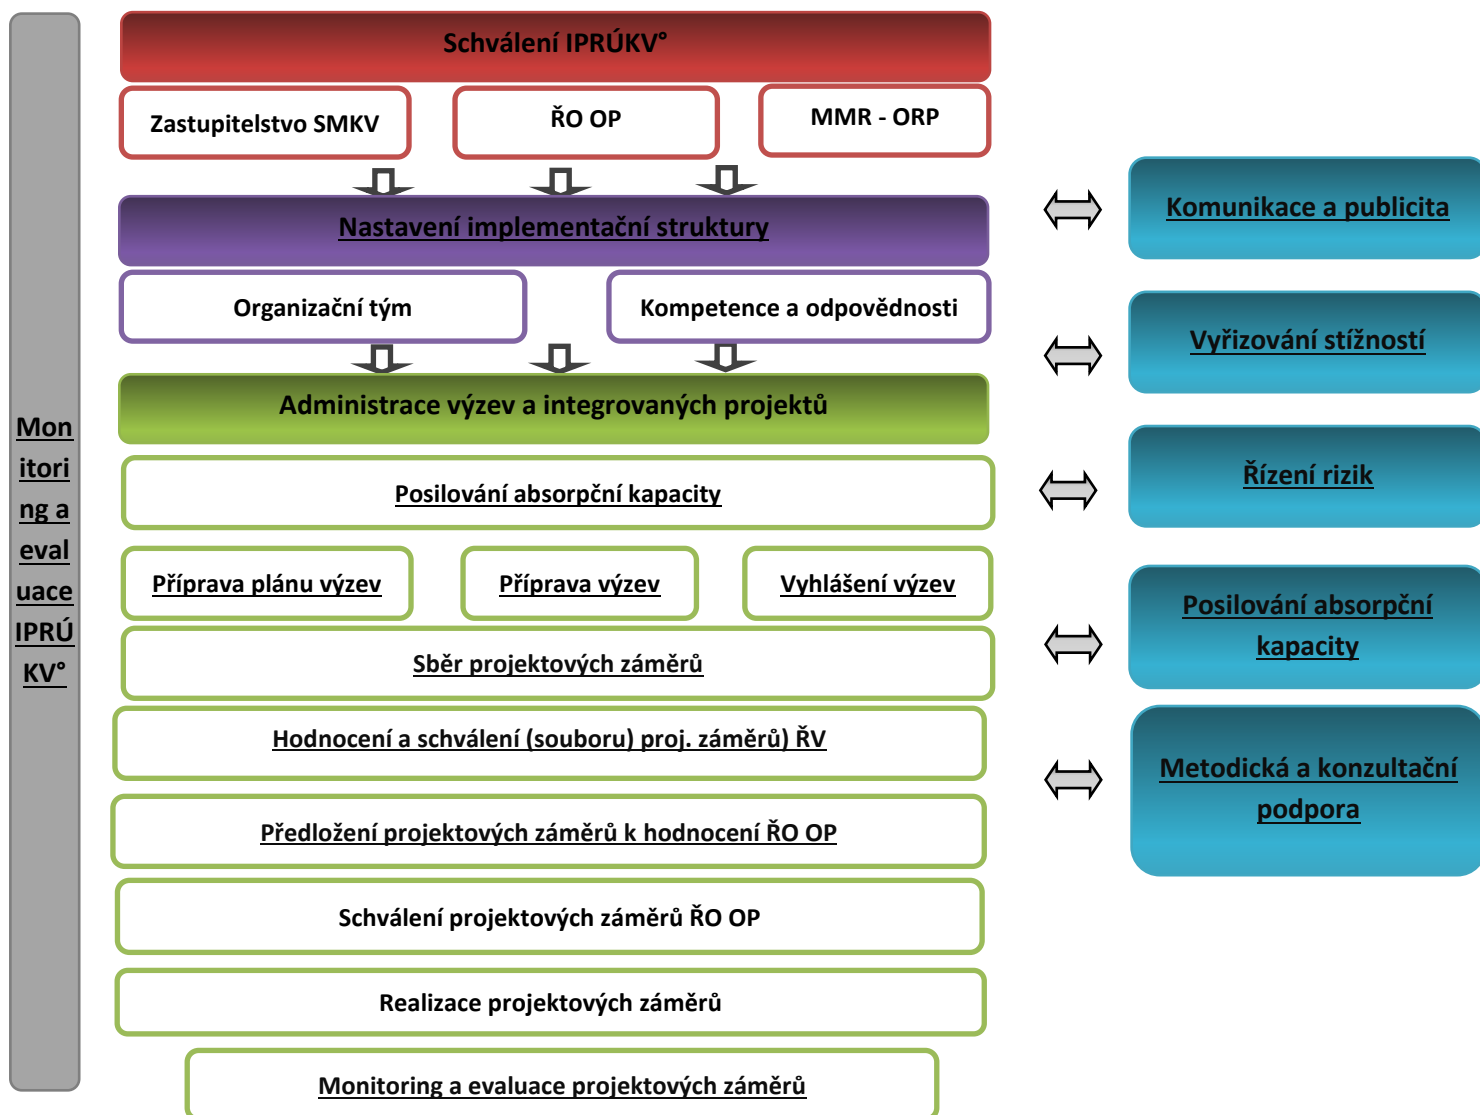 Schválení IPRÚKV°
Zastupitelstvo SMKV
ŘO OP
MMR - ORP
Nastavení implementační struktury
Organizační tým
Kompetence a odpovědnosti
Administrace výzev a integrovaných projektů
Posilování absorpční kapacity
Příprava plánu výzev
Příprava výzev
Vyhlášení výzev
Sběr projektových záměrů
Hodnocení a schválení (souboru) proj. záměrů) ŘV
Předložení projektových záměrů k hodnocení ŘO OP
Schválení projektových záměrů ŘO OP
Realizace projektových záměrů
Monitoring a evaluace projektových záměrů
Mon
itori
ng a
eval
uace
IPRÚ
KV°
Komunikace a publicita
Vyřizování stížností
Řízení rizik
Posilování absorpční
kapacity
Metodická a konzultační
podpora